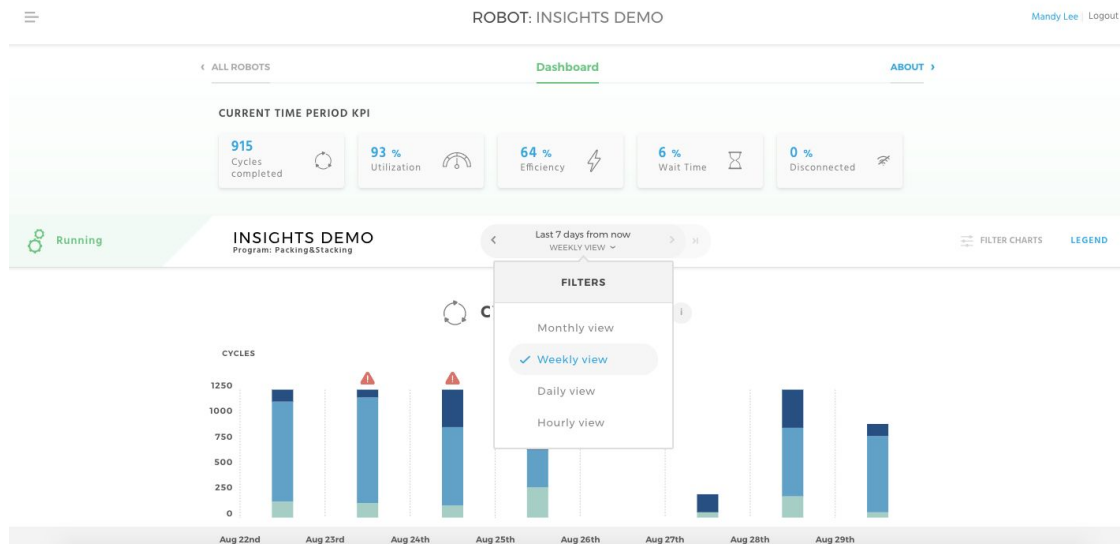 ROBOT: INSIGHTS DEMO
Mandy Lee | Logout
‹ ALL ROBOTS
Dashboard
ABOUT ›
CURRENT TIME PERIOD KPI
915
Cycles
completed
93 %
Utilization
64 %
Efficiency
6 %
Wait Time
0 %
Disconnected
Running
INSIGHTS DEMO
Program: Packing&Stacking
Last 7 days from now
WEEKLY VIEW
FILTER CHARTS
LEGEND
FILTERS
Monthly view
Weekly view
Daily view
Hourly view
C
i
CYCLES
1250
1000
750
500
250
0
Aug 22nd Aug 23rd Aug 24th Aug 25th Aug 26th Aug 27th Aug 28th Aug 29th